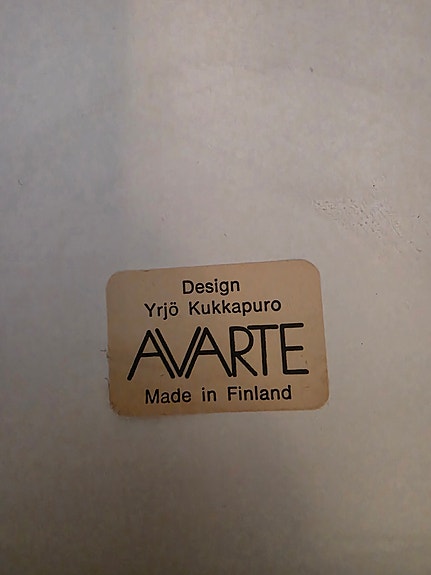 Design
Yrjö Kukkapuro
AVARTE
Made in Finland